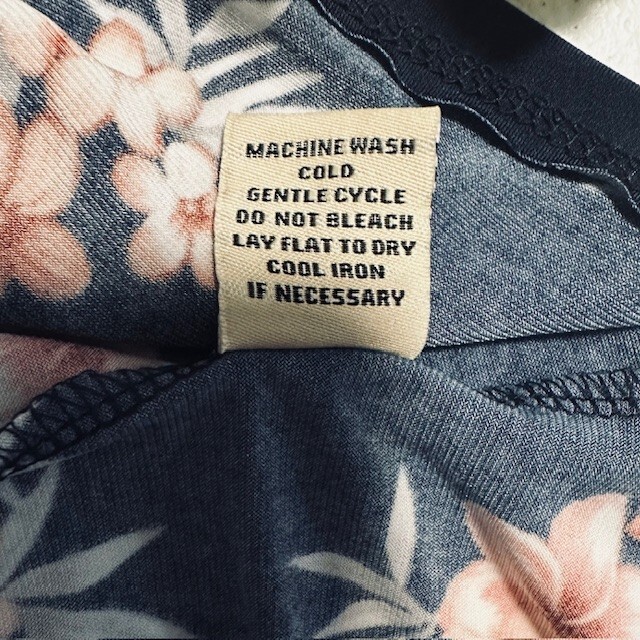 MACHINE WASH
COLD
GENTLE CYCLE
DO NOT BLEACH
LAY FLAT TO DRY
COOL IRON
IF NECESSARY